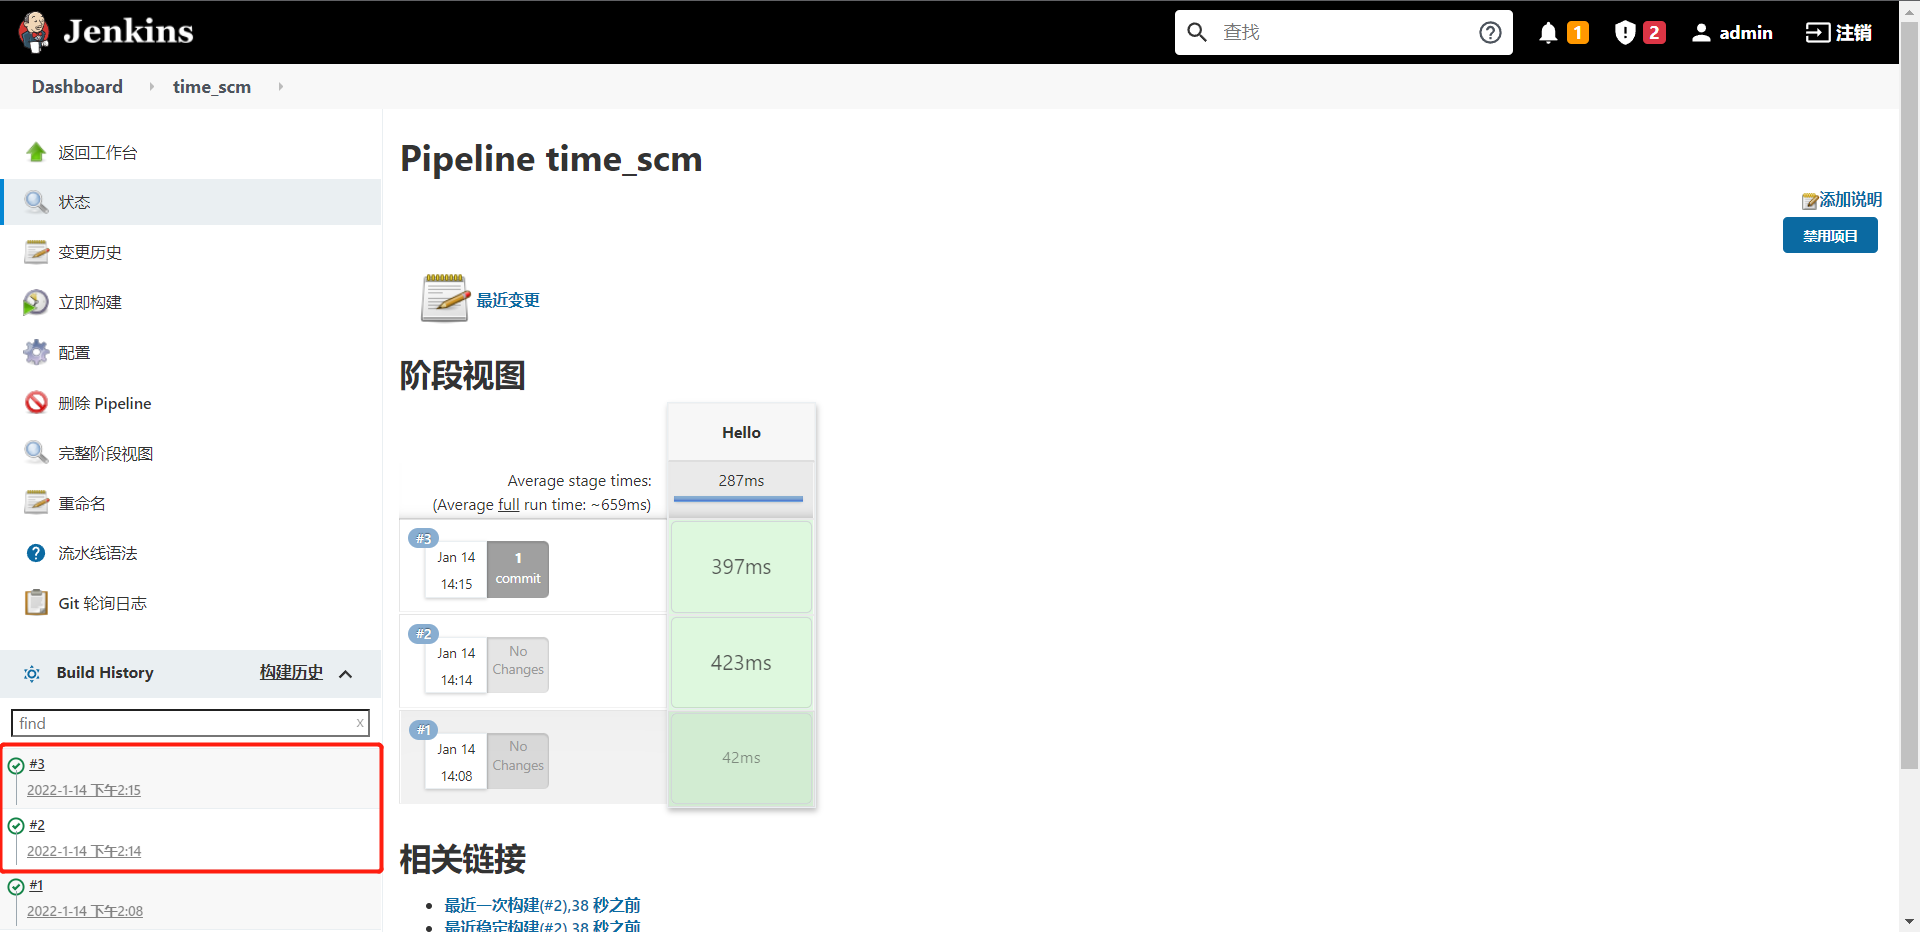 Jenkins
查找
1
2
admin
注销
Dashboard
time_scm
返回工作台
状态
变更历史
立即构建
配置
删除 Pipeline
完整阶段视图
重命名
流水线语法
Git 轮询日志
Build History
构建历史
find
x
#3
2022-1-14 下午2:15
#2
2022-1-14 下午2:14
#1
2022-1-14 下午2:08
Pipeline time_scm
添加说明
禁用项目
最近变更
阶段视图
Hello
Average stage times:
287ms
(Average full run time: ~659ms)
#3
Jan 14
14:15
1
commit
397ms
#2
Jan 14
14:14
No
Changes
423ms
#1
Jan 14
14:08
No
Changes
42ms
相关链接
最近一次构建(#2),38 秒之前
最近稳定构建(#2),38 秒之前